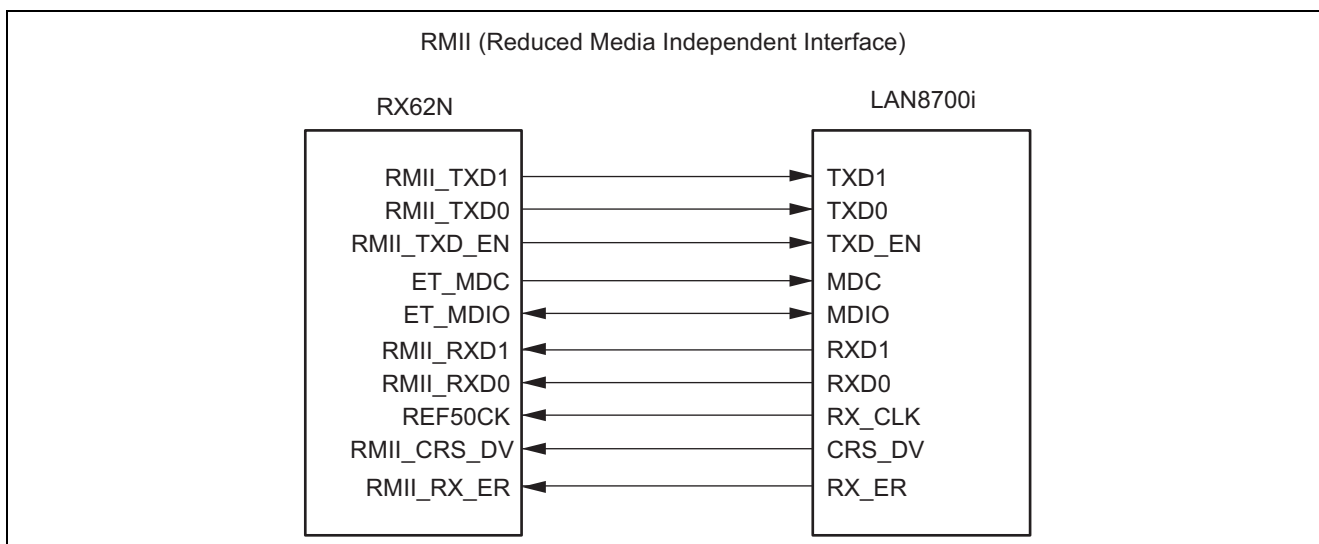 RMII (Reduced Media Independent Interface)
RX62N
LAN8700i
RMII_TXD1
TXD1
RMII_TXD0
TXD0
RMII_TXD_EN
TXD_EN
ET_MDC
MDC
ET_MDIO
MDIO
RMII_RXD1
RXD1
RMII_RXD0
RXD0
REF50CK
RX_CLK
RMII_CRS_DV
CRS_DV
RMII_RX_ER
RX_ER